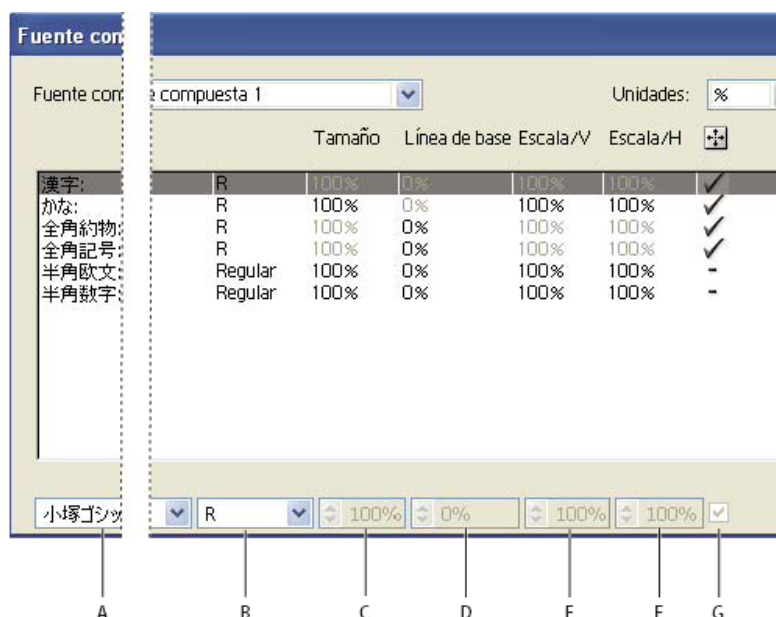 Fuente con
Fuente con e compuesta 1 Unidades: %
Tamaño Línea de base Escala/V Escala/H
漢字: R 100% 0% 100% 100%
かな: R 100% 0% 100% 100%
全角約物: R 100% 0% 100% 100%
全角記号: R 100% 0% 100% 100%
半角欧文: Regular 100% 0% 100% 100% -
半角数字: Regular 100% 0% 100% 100% -
小塚ゴシッ R 100% 0% 100% 100%
A B C D E F G